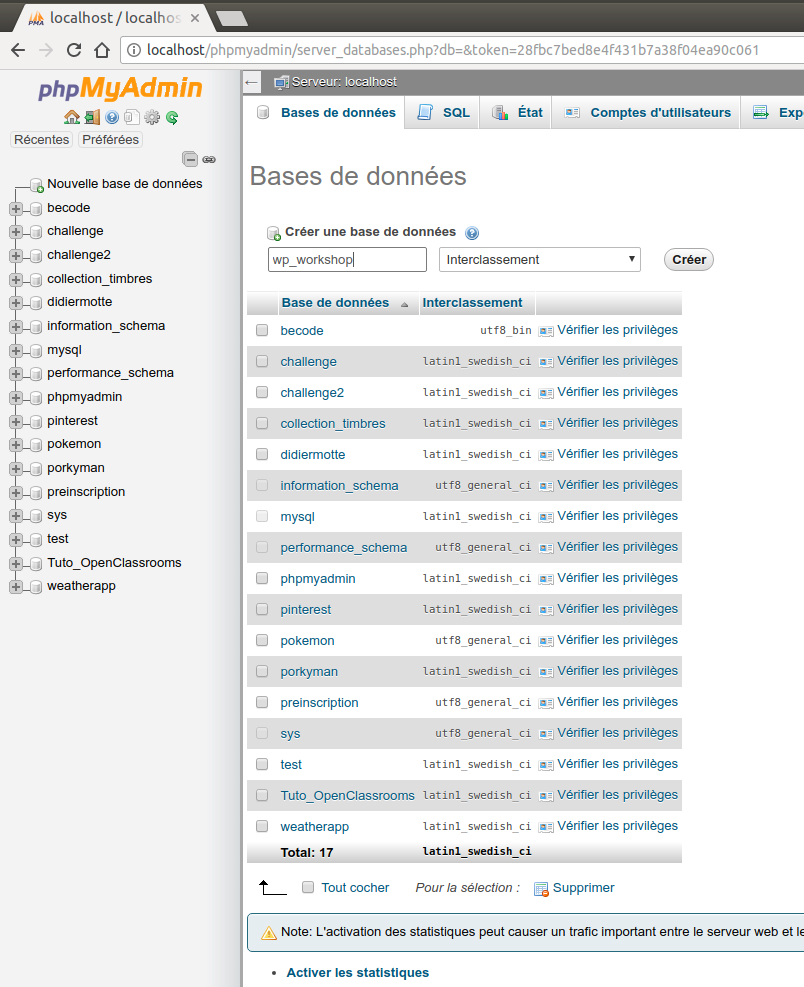 localhost / localhos
localhost/phpmyadmin/server_databases.php?db=&token=28fbc7bed8e4f431b7a38f04ea90c061
phpMyAdmin
Récentes Préférées
Nouvelle base de données
becode
challenge
challenge2
collection_timbres
didiermotte
information_schema
mysql
performance_schema
phpmyadmin
pinterest
pokemon
porkyman
preinscription
sys
test
Tuto_OpenClassrooms
weatherapp
Serveur: localhost
Bases de données SQL État Comptes d'utilisateurs Exp
Bases de données
Créer une base de données
wp_workshop Interclassement Créer
Base de données Interclassement
becode utf8_bin Vérifier les privilèges
challenge latin1_swedish_ci Vérifier les privilèges
challenge2 latin1_swedish_ci Vérifier les privilèges
collection_timbres latin1_swedish_ci Vérifier les privilèges
didiermotte latin1_swedish_ci Vérifier les privilèges
information_schema utf8_general_ci Vérifier les privilèges
mysql latin1_swedish_ci Vérifier les privilèges
performance_schema utf8_general_ci Vérifier les privilèges
phpmyadmin latin1_swedish_ci Vérifier les privilèges
pinterest latin1_swedish_ci Vérifier les privilèges
pokemon utf8_general_ci Vérifier les privilèges
porkyman latin1_swedish_ci Vérifier les privilèges
preinscription utf8_general_ci Vérifier les privilèges
sys utf8_general_ci Vérifier les privilèges
test latin1_swedish_ci Vérifier les privilèges
Tuto_OpenClassrooms latin1_swedish_ci Vérifier les privilèges
weatherapp latin1_swedish_ci Vérifier les privilèges
Total: 17 latin1_swedish_ci
Tout cocher Pour la sélection : Supprimer
Note: L'activation des statistiques peut causer un trafic important entre le serveur web et le
• Activer les statistiques